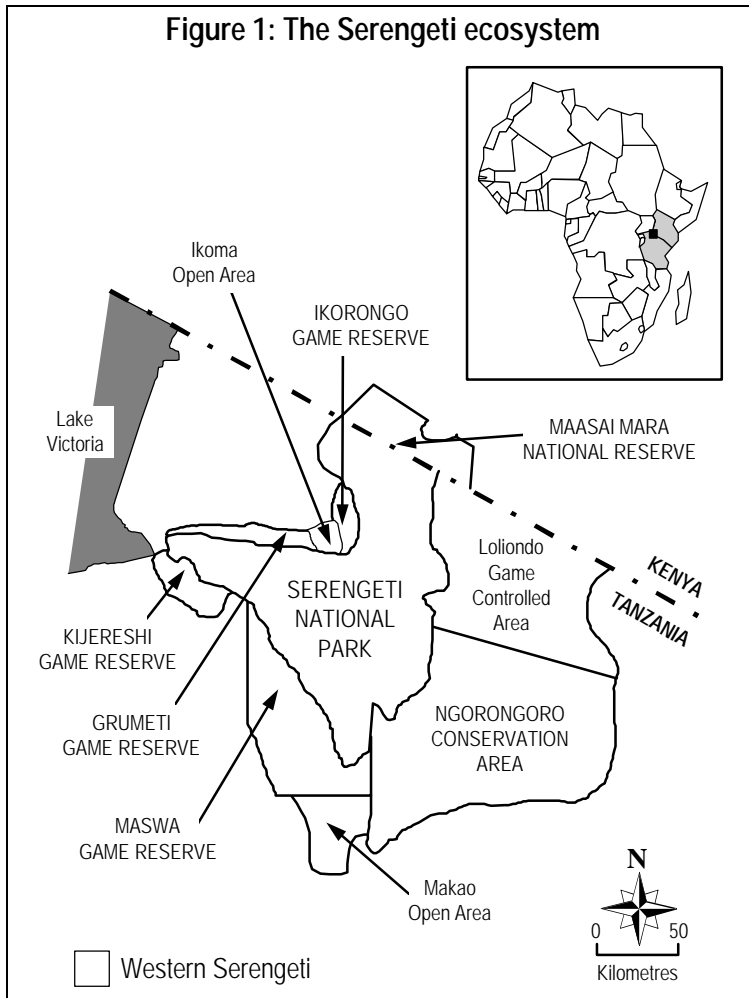 Figure 1: The Serengeti ecosystem
Ikoma
Open Area
IKORONGO
GAME RESERVE
Lake
Victoria
MAASAI MARA
NATIONAL RESERVE
Loliondo
Game
Controlled
Area
KENYA
TANZANIA
SERENGETI
NATIONAL
PARK
KIJERESHI
GAME RESERVE
GRUMETI
GAME RESERVE
NGORONGORO
CONSERVATION
AREA
MASWA
GAME RESERVE
Makao
Open Area
N
0 50
Kilometres
Western Serengeti